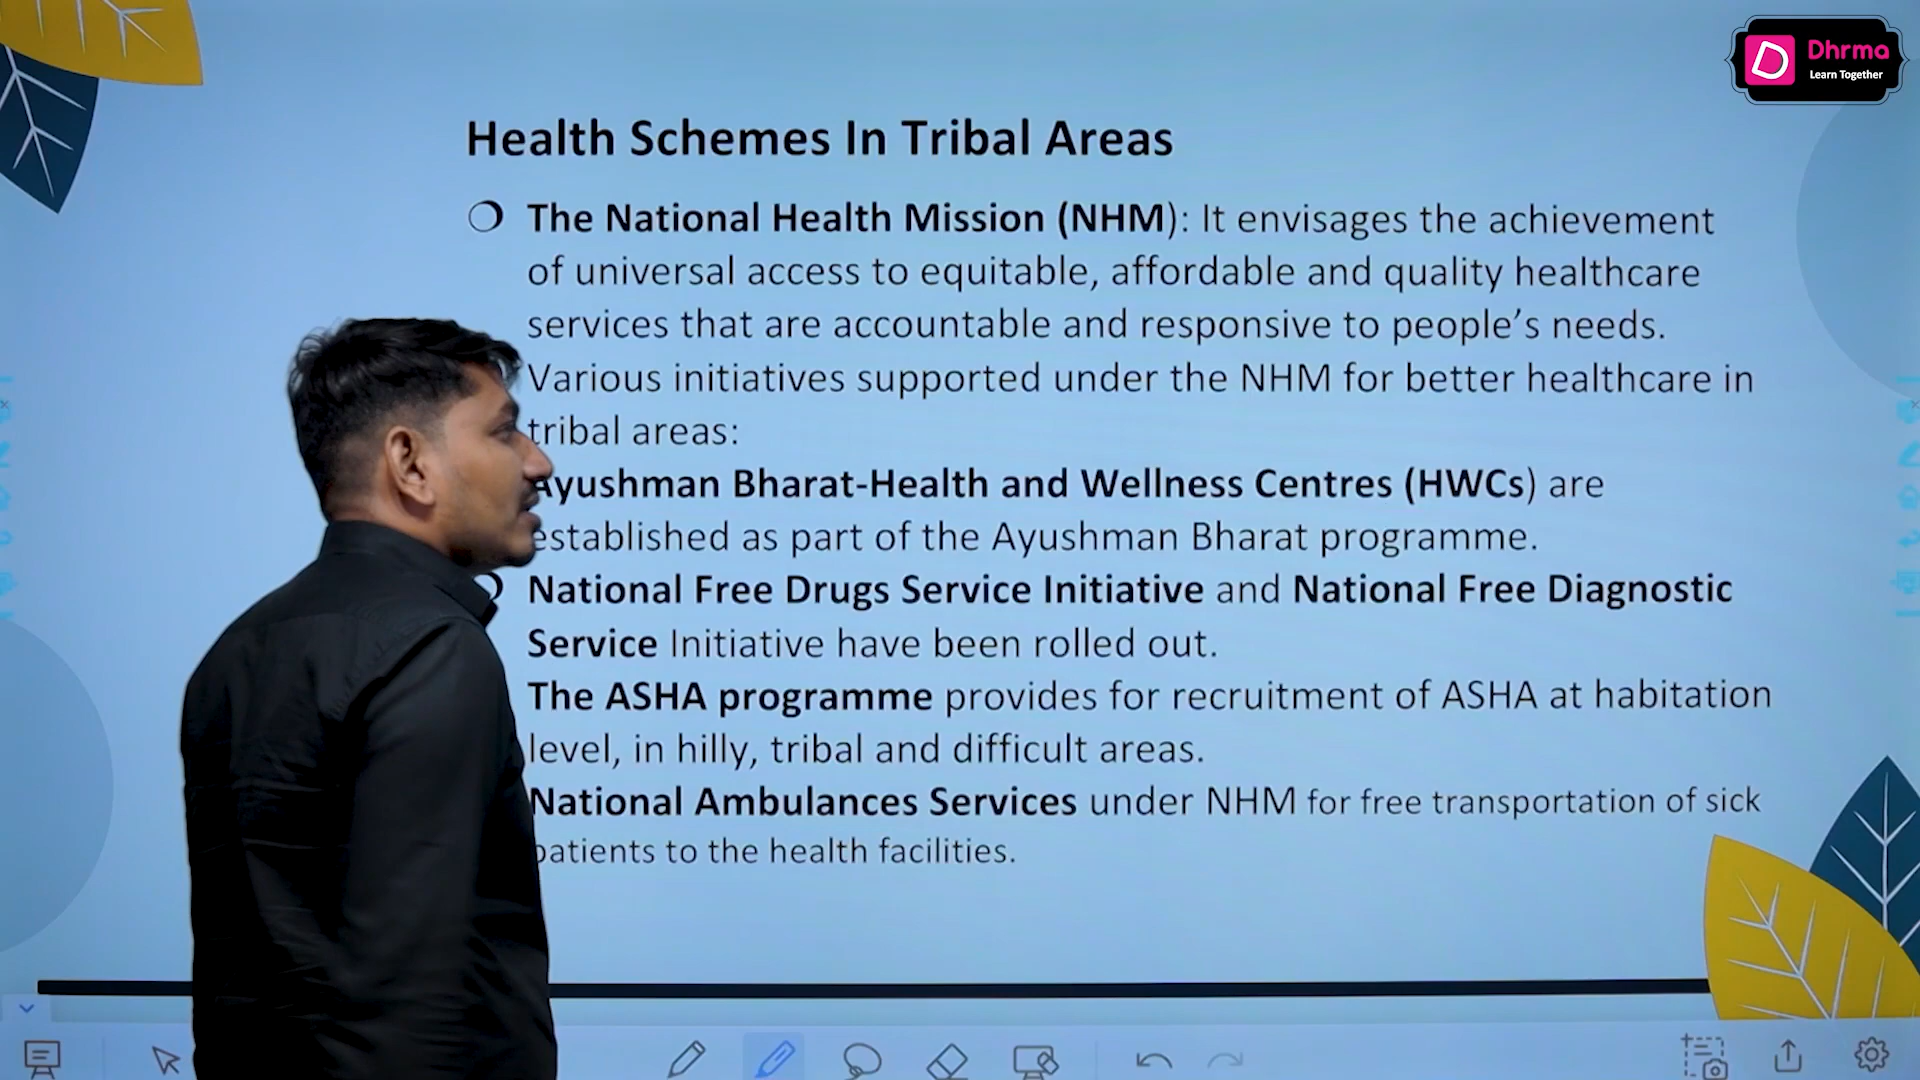 Dhrma
Learn Together
Health Schemes In Tribal Areas
The National Health Mission (NHM): It envisages the achievement
of universal access to equitable, affordable and quality healthcare
services that are accountable and responsive to people’s needs.
Various initiatives supported under the NHM for better healthcare in
tribal areas:
Ayushman Bharat-Health and Wellness Centres (HWCs) are
established as part of the Ayushman Bharat programme.
National Free Drugs Service Initiative and National Free Diagnostic
Service Initiative have been rolled out.
The ASHA programme provides for recruitment of ASHA at habitation
level, in hilly, tribal and difficult areas.
National Ambulances Services under NHM for free transportation of sick
patients to the health facilities.